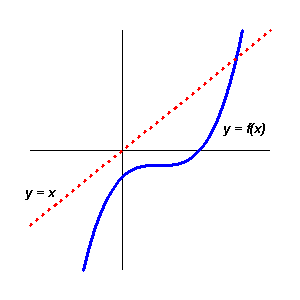 y = f(x)
y = x